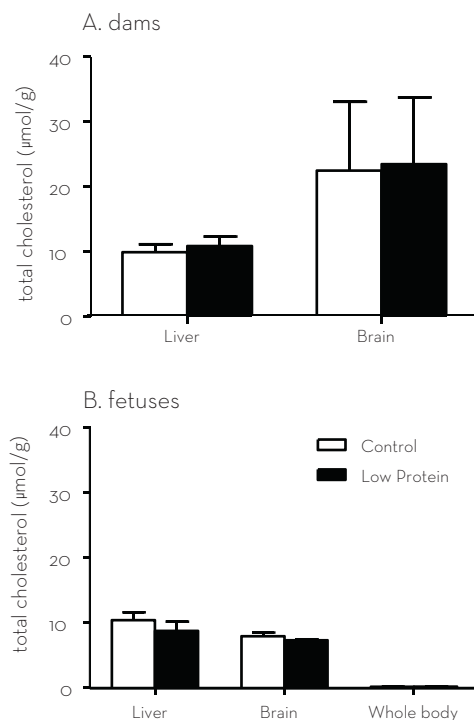 A. dams
total cholesterol (μmol/g)
40
30
20
10
0
Liver Brain
B. fetuses
total cholesterol (μmol/g)
40
30
20
10
0
Control
Low Protein
Liver Brain Whole body